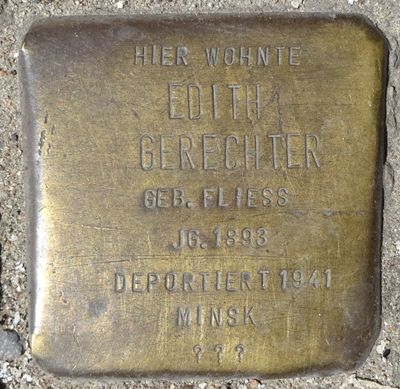 HIER WOHNTE
EDITH
GERECHTER
GEB. FLIESS
JG. 1893
DEPORTIERT 1941
MINSK
? ? ?